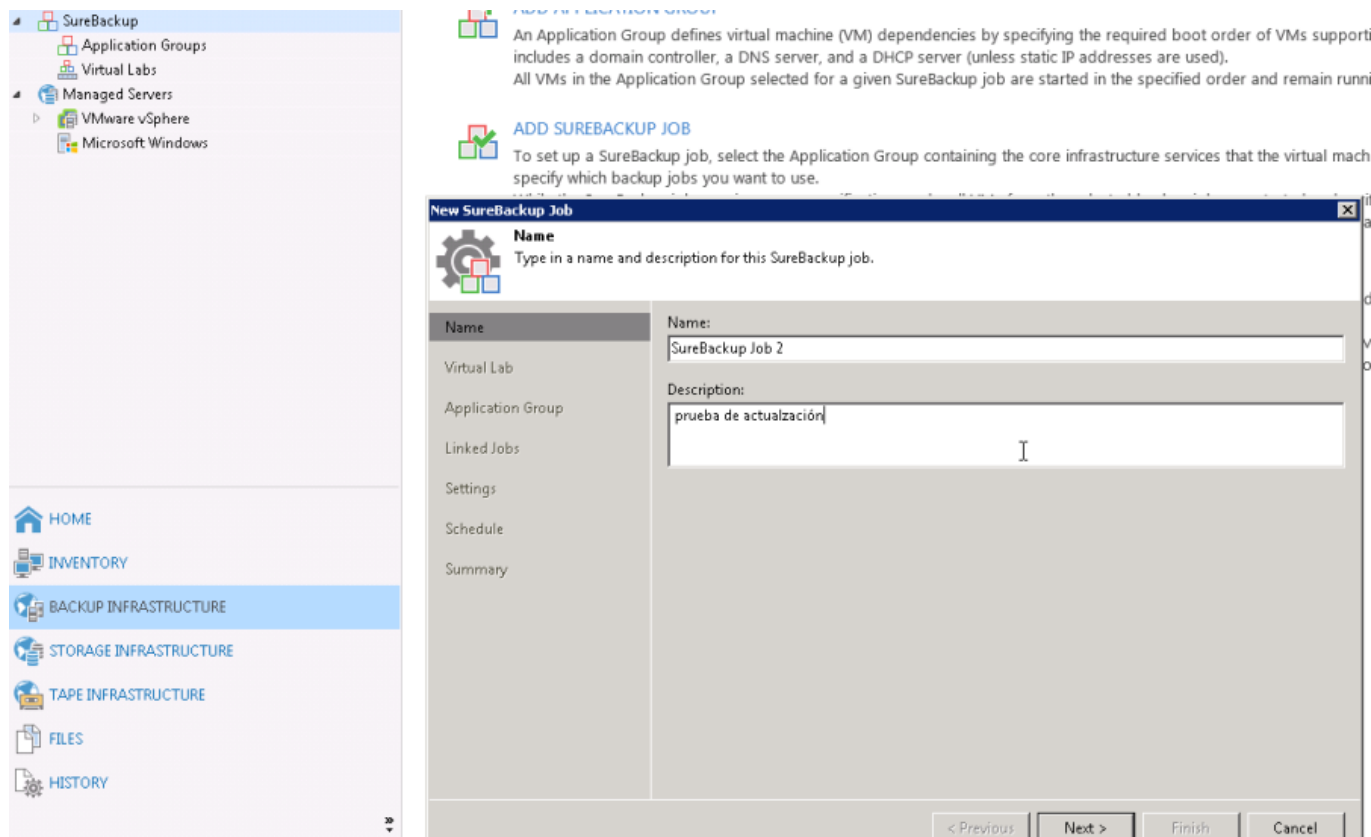 SureBackup
Application Groups
Virtual Labs
Managed Servers
VMware vSphere
Microsoft Windows
HOME
INVENTORY
BACKUP INFRASTRUCTURE
STORAGE INFRASTRUCTURE
TAPE INFRASTRUCTURE
FILES
HISTORY
ADD APPLICATION GROUP
An Application Group defines virtual machine (VM) dependencies by specifying the required boot order of VMs supporti
includes a domain controller, a DNS server, and a DHCP server (unless static IP addresses are used).
All VMs in the Application Group selected for a given SureBackup job are started in the specified order and remain runni
ADD SUREBACKUP JOB
To set up a SureBackup job, select the Application Group containing the core infrastructure services that the virtual mach
specify which backup jobs you want to use.
New SureBackup Job
Name
Type in a name and description for this SureBackup job.
Name
Virtual Lab
Application Group
Linked Jobs
Settings
Schedule
Summary
Name:
SureBackup Job 2
Description:
prueba de actualzación
< Previous
Next >
Finish
Cancel